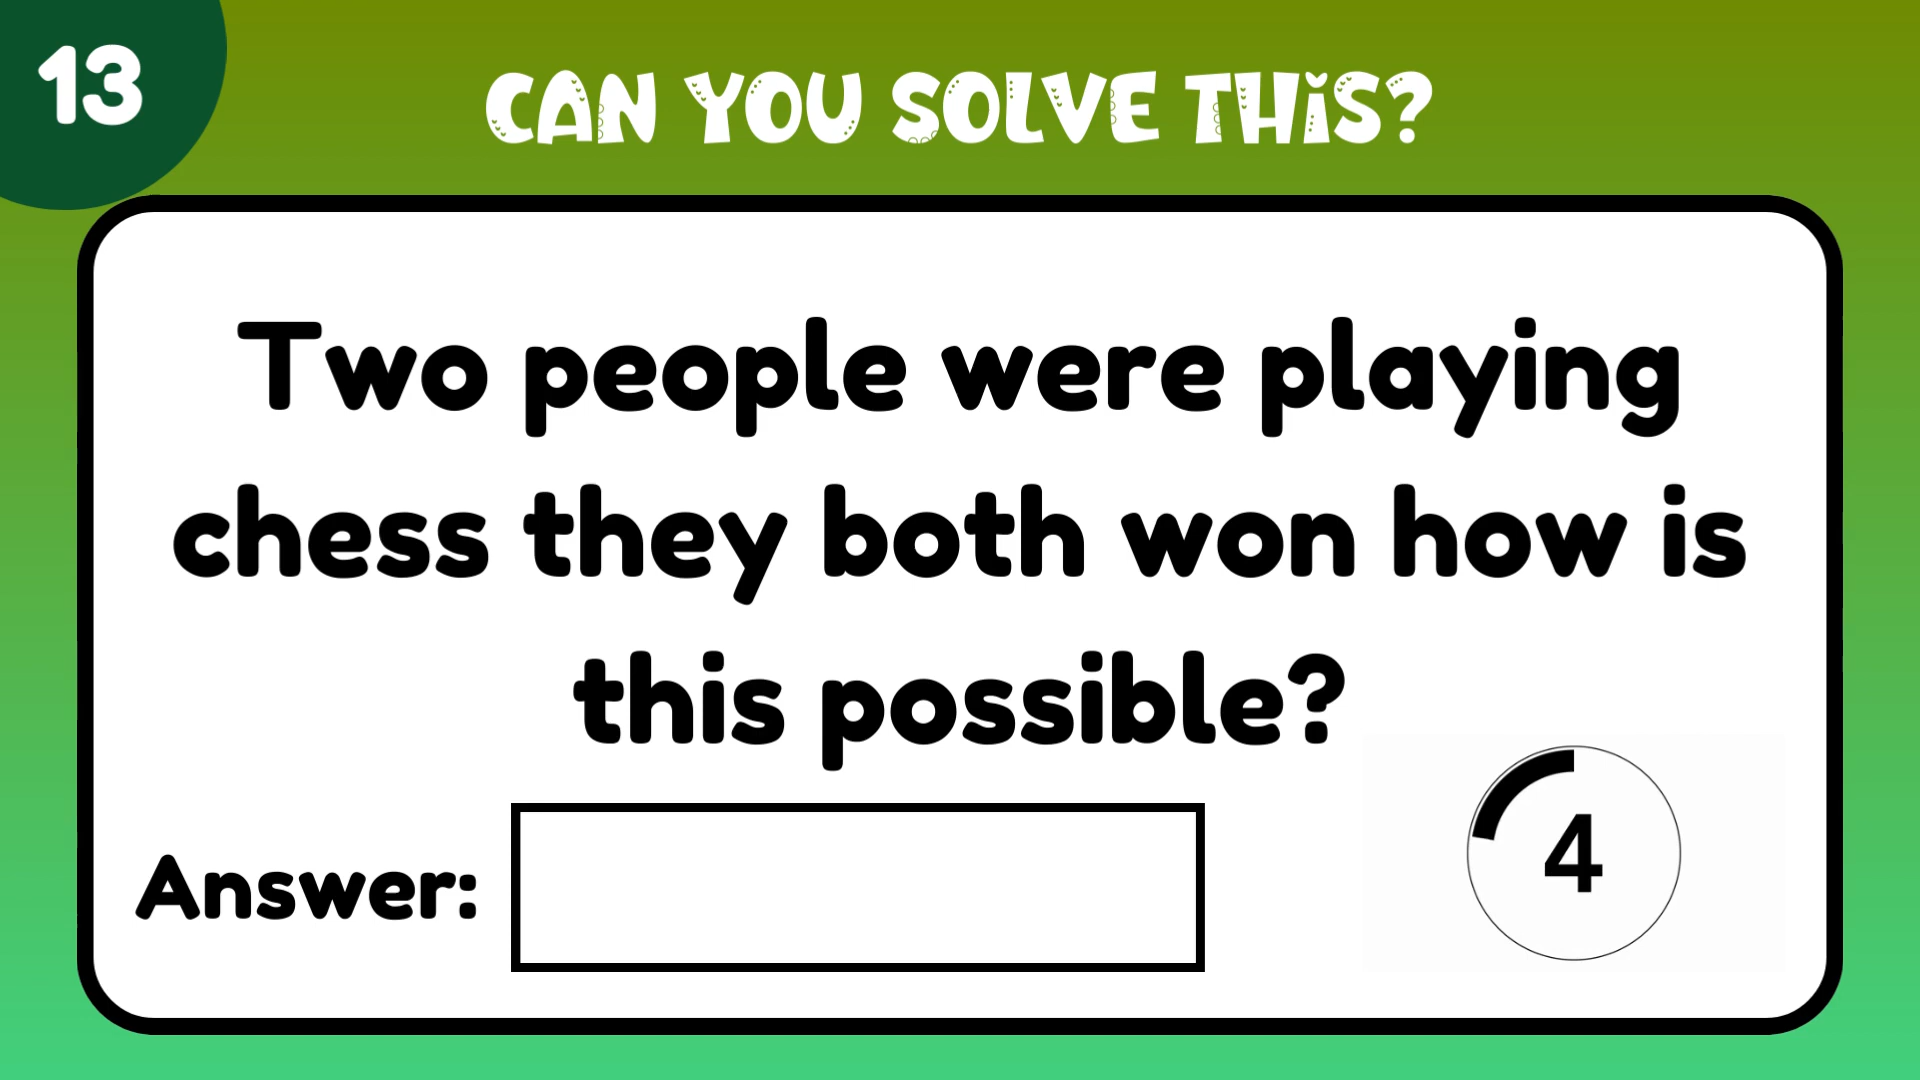 13
CAN YOU SOLVE THIS?
Two people were playing
chess they both won how is
this possible?
Answer:
4